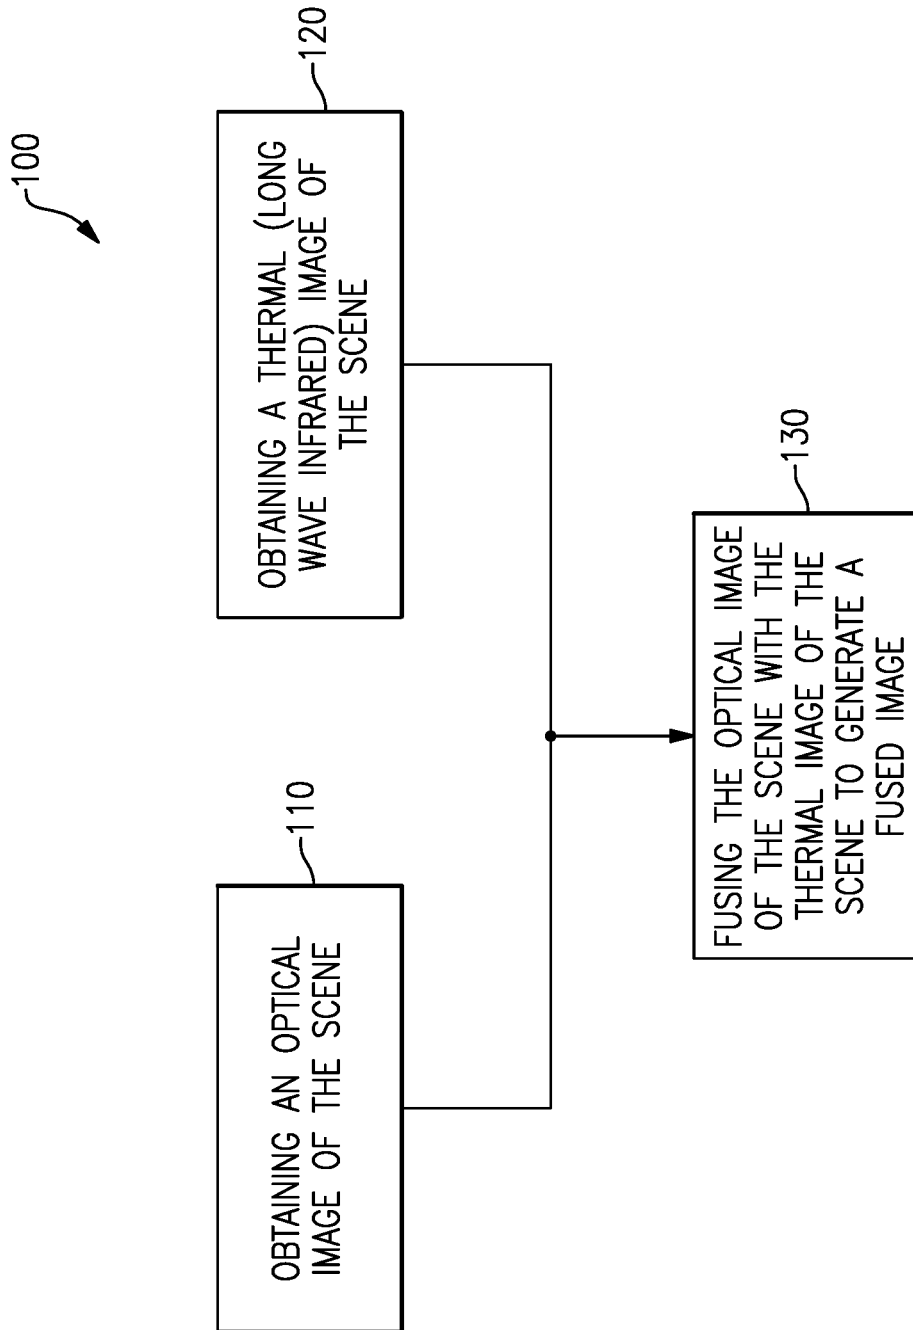 100
110
OBTAINING AN OPTICAL
IMAGE OF THE SCENE
120
OBTAINING A THERMAL (LONG
WAVE INFRARED) IMAGE OF
THE SCENE
130
FUSING THE OPTICAL IMAGE
OF THE SCENE WITH THE
THERMAL IMAGE OF THE
SCENE TO GENERATE A
FUSED IMAGE